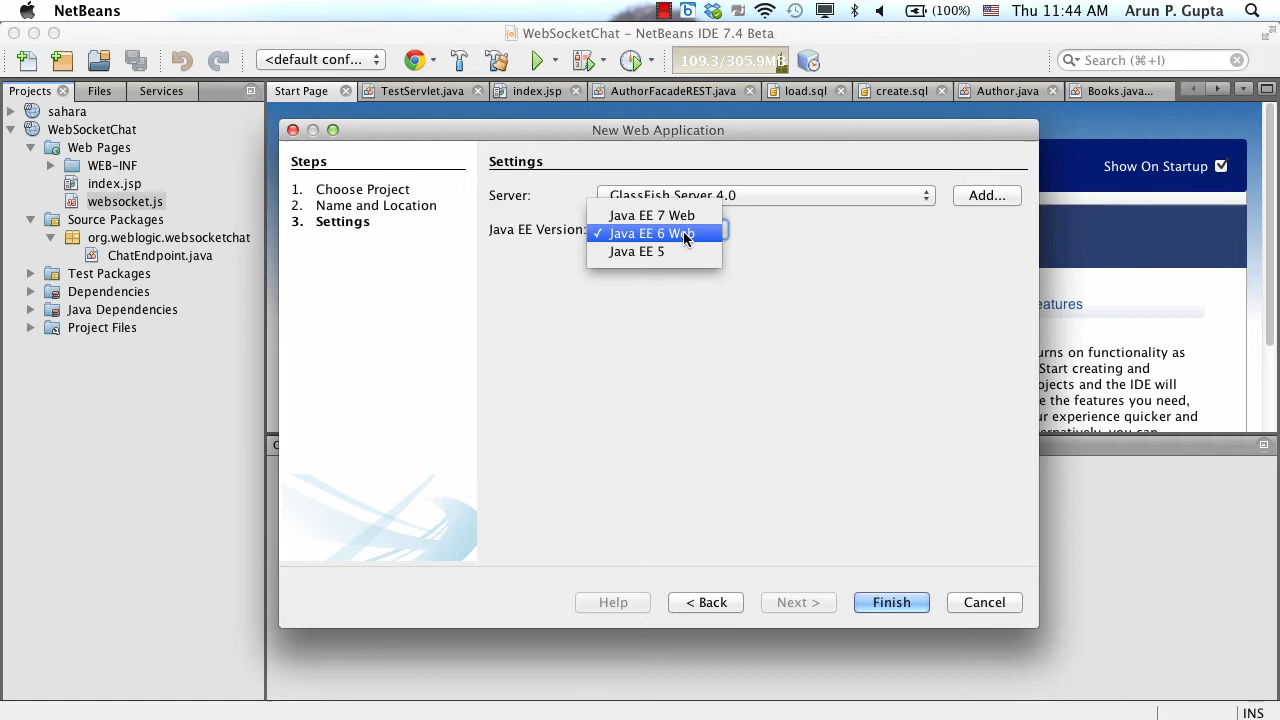 NetBeans
(100%)
Thu 11:44 AM
Arun P. Gupta
WebSocketChat – NetBeans IDE 7.4 Beta
<default conf...
109.3/305.9MB
Search (⌘+I)
Projects
Files
Services
Start Page
TestServlet.java
index.jsp
AuthorFacadeREST.java
load.sql
create.sql
Author.java
Books.java...
sahara
WebSocketChat
Web Pages
WEB-INF
index.jsp
websocket.js
Source Packages
org.weblogic.websocketchat
ChatEndpoint.java
Test Packages
Dependencies
Java Dependencies
Project Files
Show On Startup
New Web Application
Steps
1. Choose Project
2. Name and Location
3. Settings
Settings
Server:
GlassFish Server 4.0
Add...
Java EE Version:
Java EE 7 Web
✓ Java EE 6 Web
Java EE 5
Help
< Back
Next >
Finish
Cancel
eatures
urns on functionality as
Start creating and
ojects and the IDE will
e the features you need,
ur experience quicker and
INS